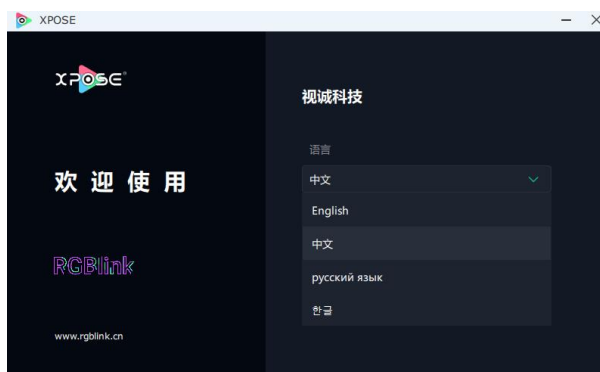 XPOSE
XPOSE
欢迎使用
RGBlink
www.rgblink.cn
视诚科技
语言
中文
English
中文
русский язык
한글